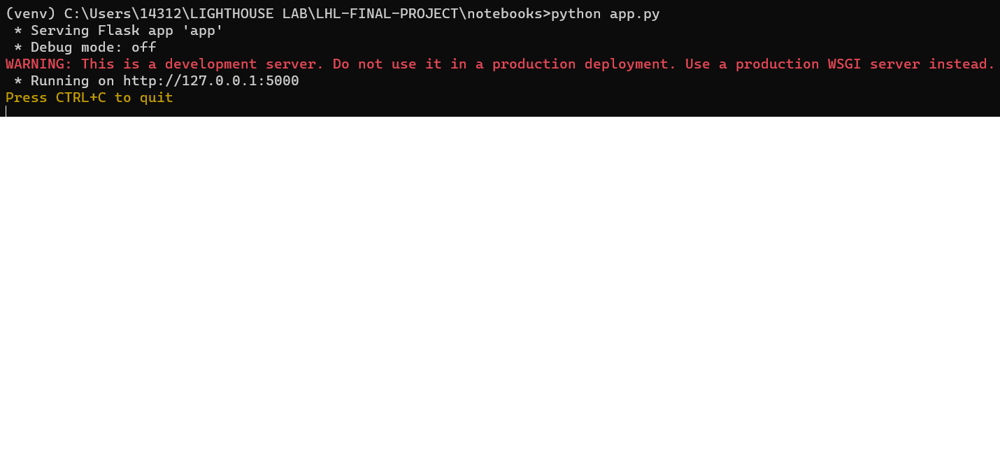 (venv) C:\Users\14312\LIGHTHOUSE LAB\LHL-FINAL-PROJECT\notebooks>python app.py
 * Serving Flask app 'app'
 * Debug mode: off
WARNING: This is a development server. Do not use it in a production deployment. Use a production WSGI server instead.
 * Running on http://127.0.0.1:5000
Press CTRL+C to quit